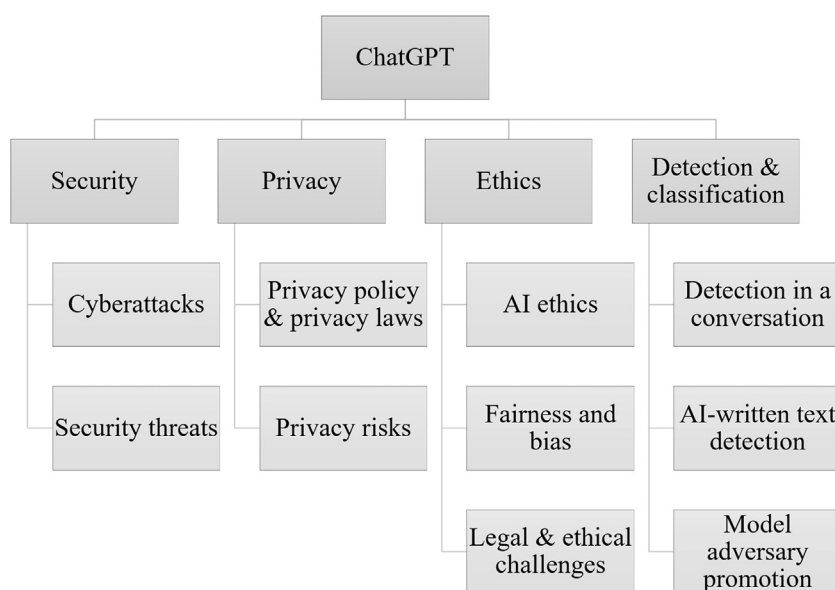 ChatGPT
Security
Privacy
Ethics
Detection &
classification
Cyberattacks
Privacy policy
& privacy laws
AI ethics
Detection in a
conversation
Security threats
Privacy risks
Fairness and
bias
AI-written text
detection
Legal & ethical
challenges
Model
adversary
promotion